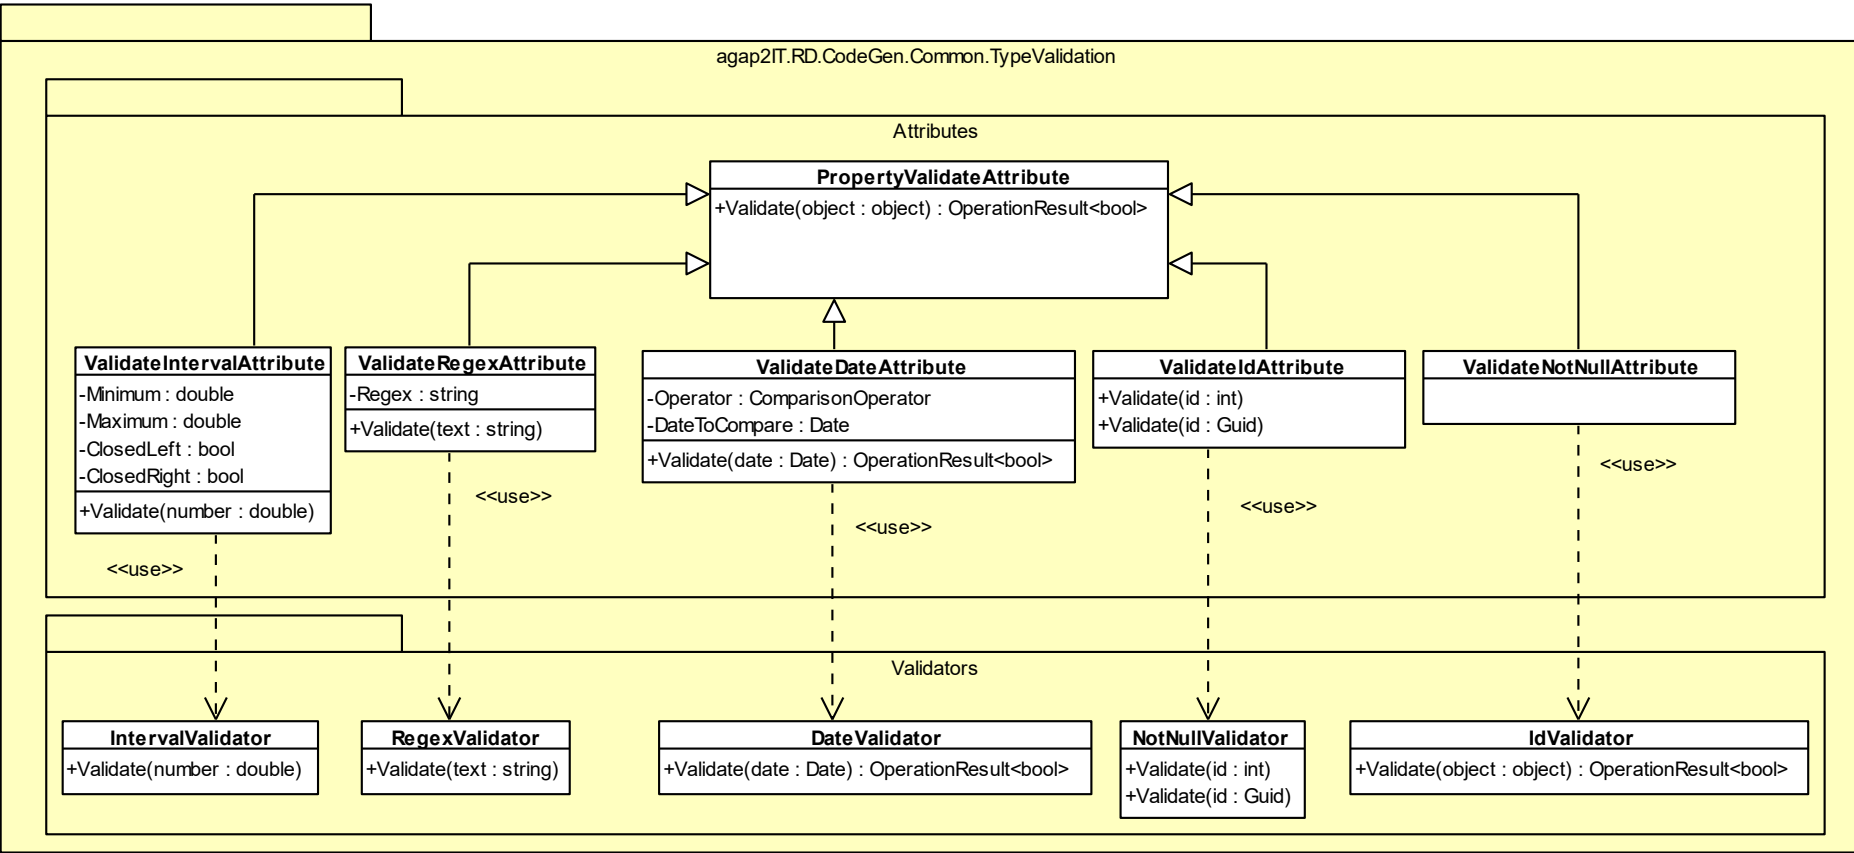 agap2IT.RD.CodeGen.Common.TypeValidation
Attributes
PropertyValidateAttribute
+Validate(object : object) : OperationResult<bool>
ValidateIntervalAttribute
-Minimum : double
-Maximum : double
-ClosedLeft : bool
-ClosedRight : bool
+Validate(number : double)
<<use>>
ValidateRegexAttribute
-Regex : string
+Validate(text : string)
<<use>>
ValidateDateAttribute
-Operator : ComparisonOperator
-DateToCompare : Date
+Validate(date : Date) : OperationResult<bool>
<<use>>
ValidateIdAttribute
+Validate(id : int)
+Validate(id : Guid)
<<use>>
ValidateNotNullAttribute
<<use>>
Validators
IntervalValidator
+Validate(number : double)
RegexValidator
+Validate(text : string)
DateValidator
+Validate(date : Date) : OperationResult<bool>
NotNullValidator
+Validate(id : int)
+Validate(id : Guid)
IdValidator
+Validate(object : object) : OperationResult<bool>